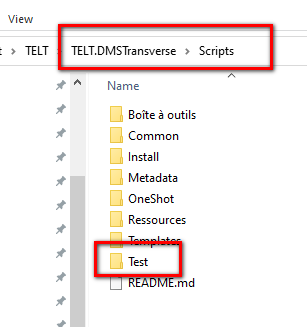 View
TELT TELT.DMSTransverse Scripts
Name
Boîte à outils
Common
Install
Metadata
OneShot
Ressources
Templates
Test
README.md